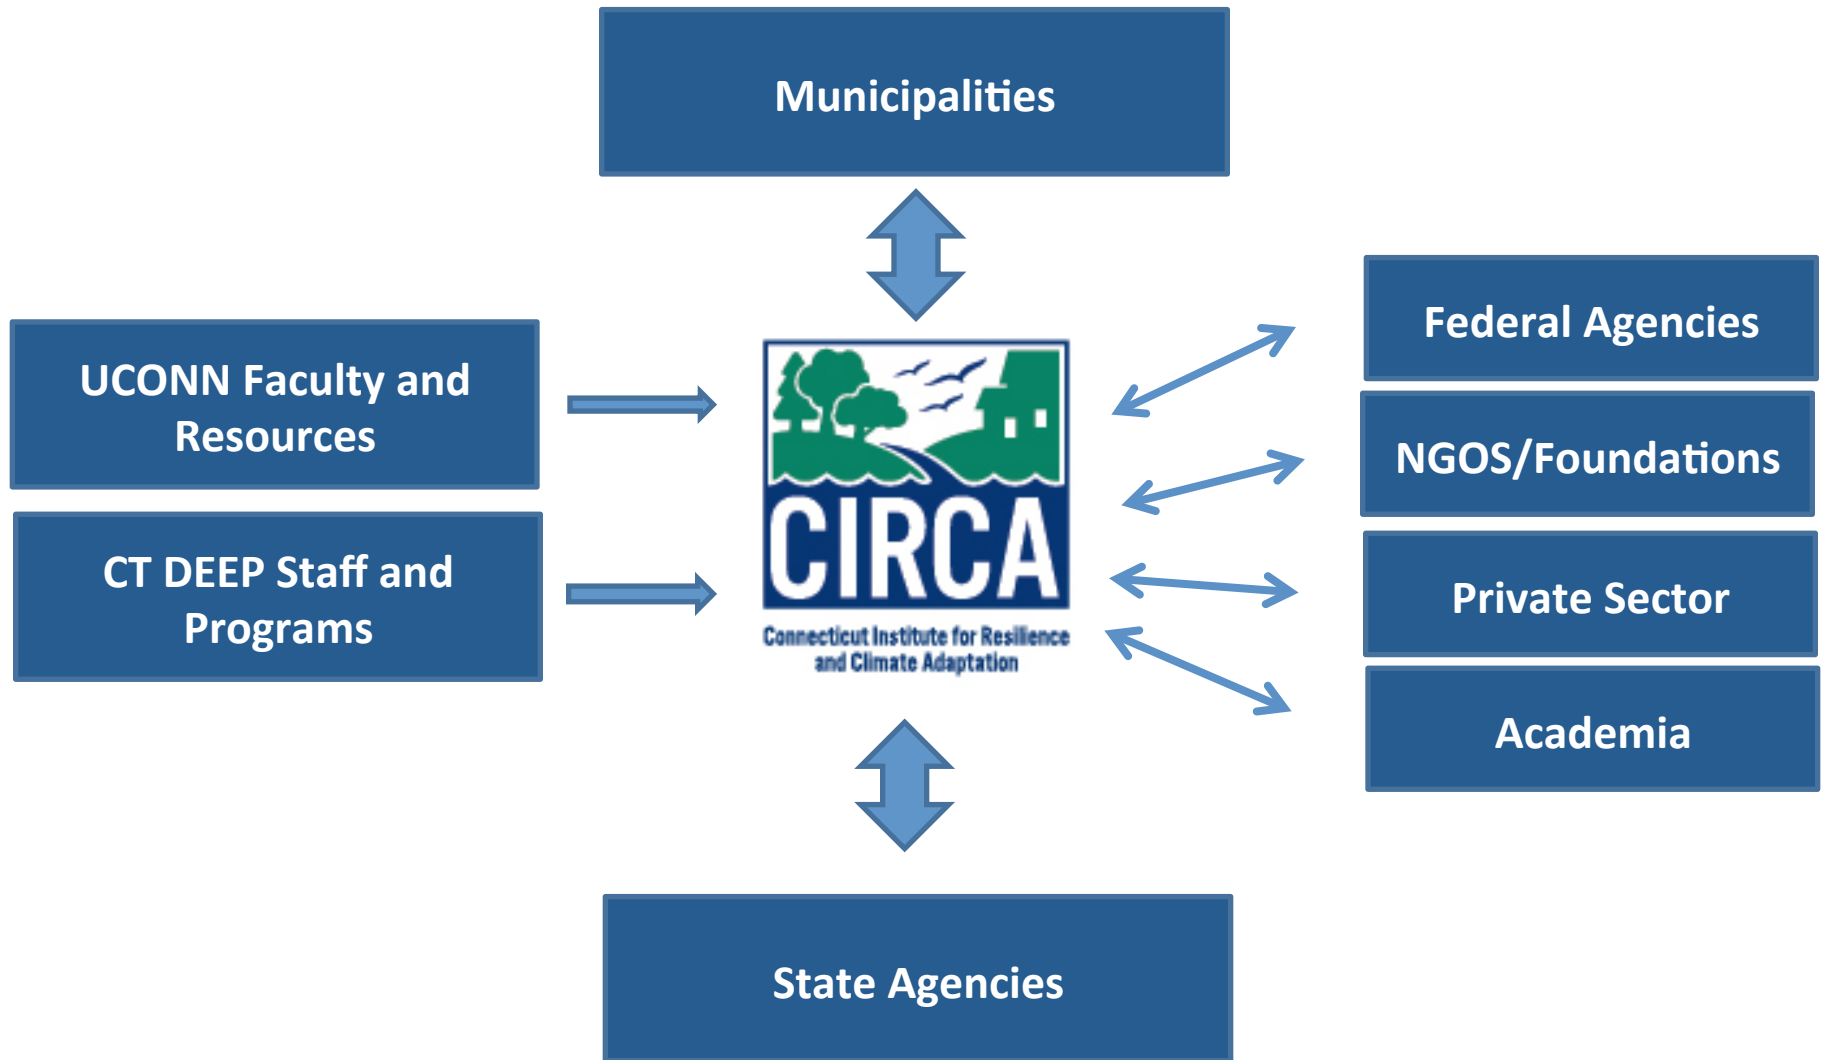 Municipalities
UCONN Faculty and
Resources
CT DEEP Staff and
Programs
CIRCA
Connecticut Institute for Resilience
and Climate Adaptation
Federal Agencies
NGOS/Foundations
Private Sector
Academia
State Agencies